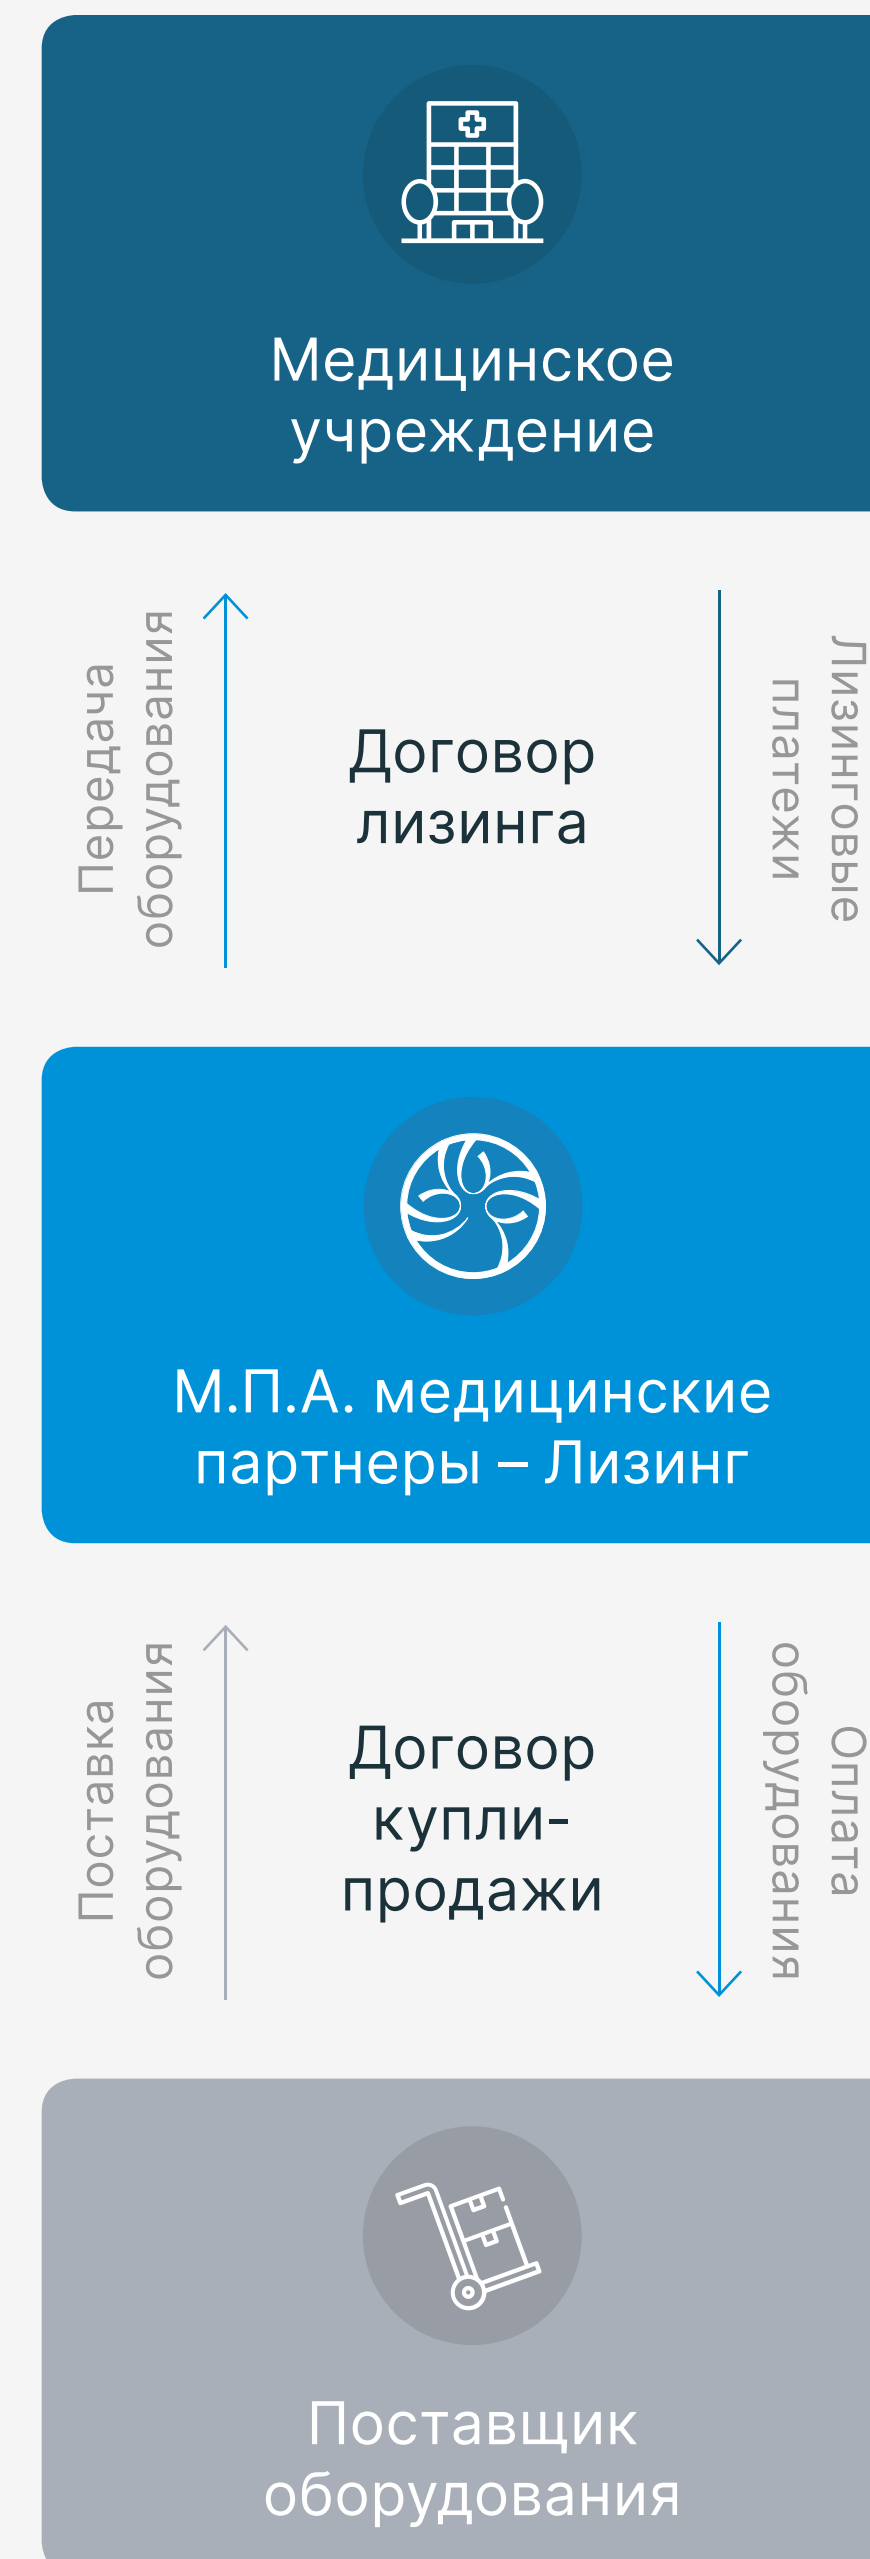 Медицинское
учреждение
Передача
оборудования
Договор
лизинга
Лизинговые
платежи
М.П.А. медицинские
партнеры – Лизинг
Поставка
оборудования
Договор
купли-
продажи
Оплата
оборудования
Поставщик
оборудования